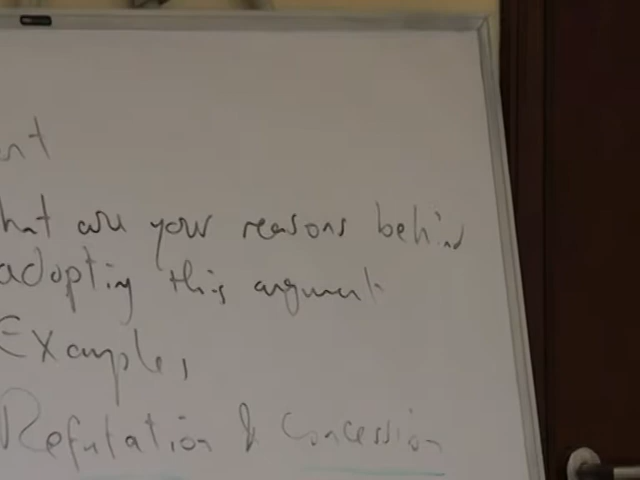 nt
hat are your reasons behind
adopting this argument
Examples
Refutation & Concession